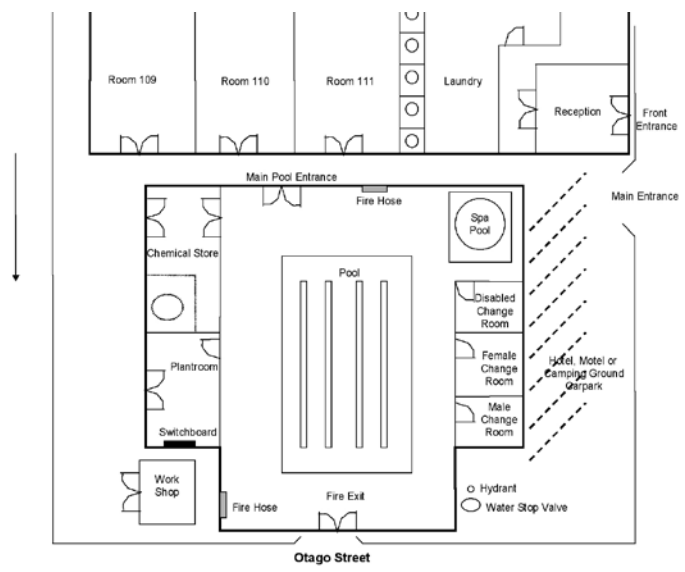 Room 109
Room 110
Room 111
Laundry
Reception
Front
Entrance
Main Pool Entrance
Fire Hose
Main Entrance
Spa
Pool
Chemical Store
Pool
Disabled
Change
Room
Plantroom
Female
Change
Room
Hotel, Motel or
Camping Ground
Carpark
Male
Change
Room
Switchboard
Work
Shop
Fire Hose
Fire Exit
Hydrant
Water Stop Valve
Otago Street